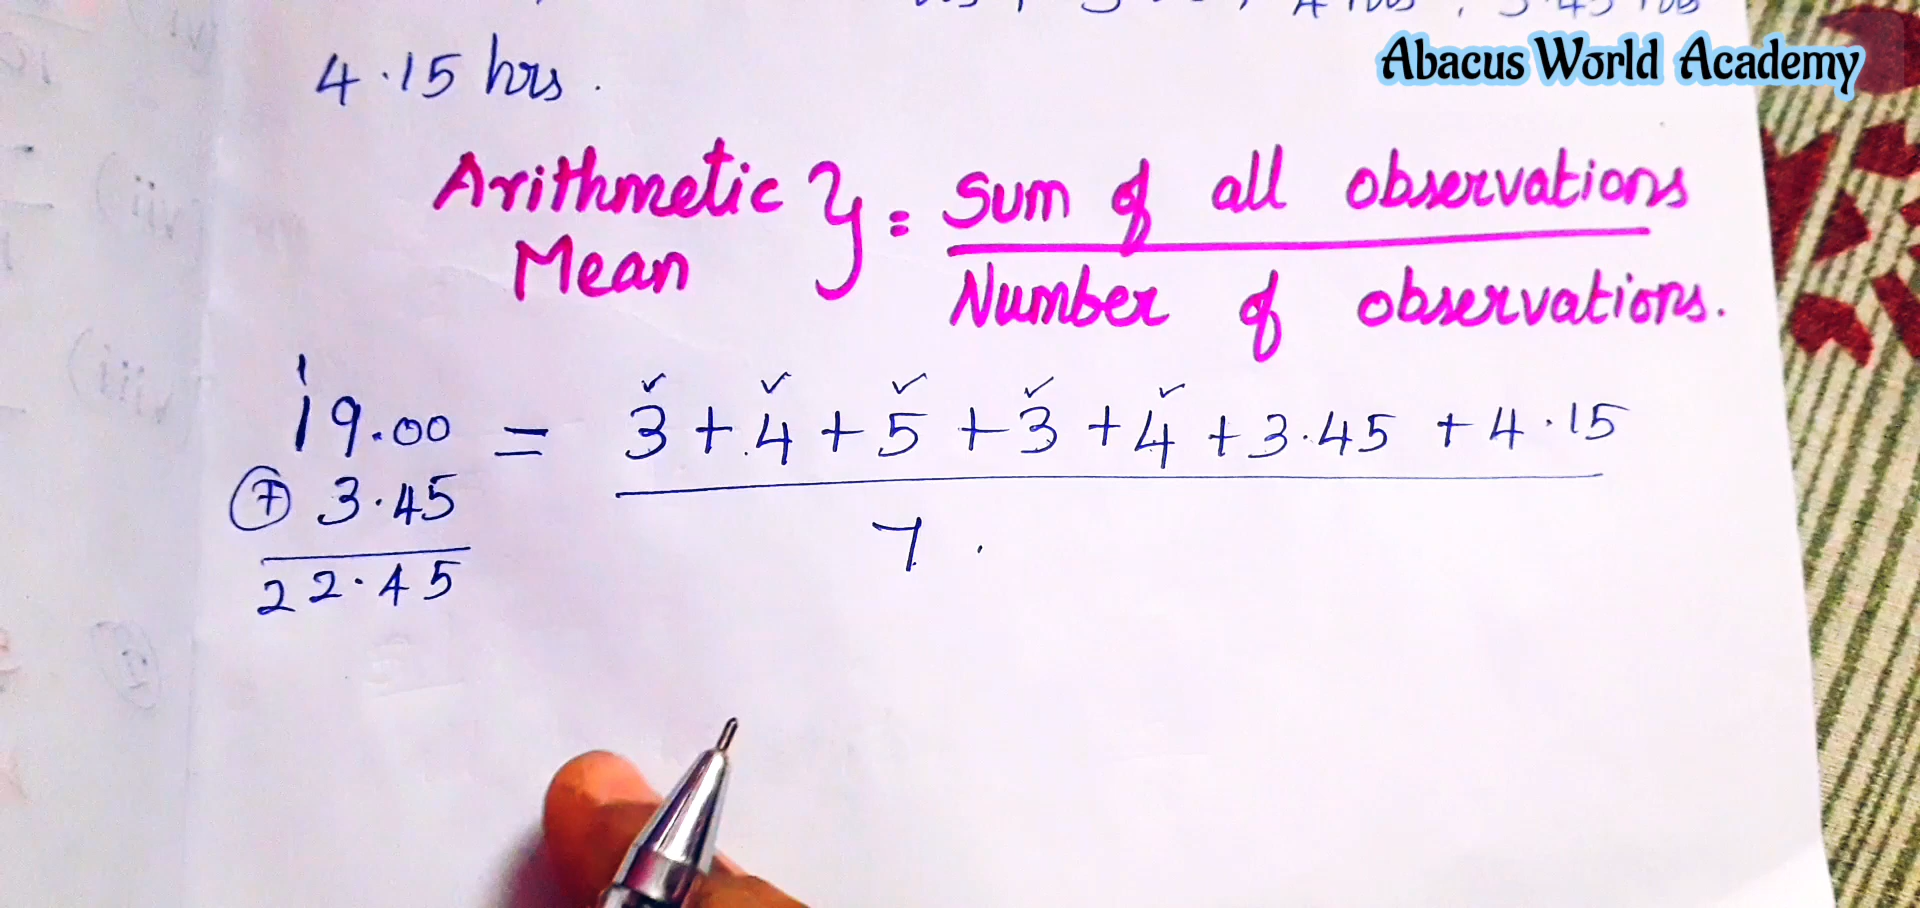 Abacus World Academy
4.15 hrs.
Arithmetic Mean } = Sum of all observations
Number of observations.
19.00 = 3 + 4 + 5 + 3 + 4 + 3.45 + 4.15
+ 3.45
7.
22.45